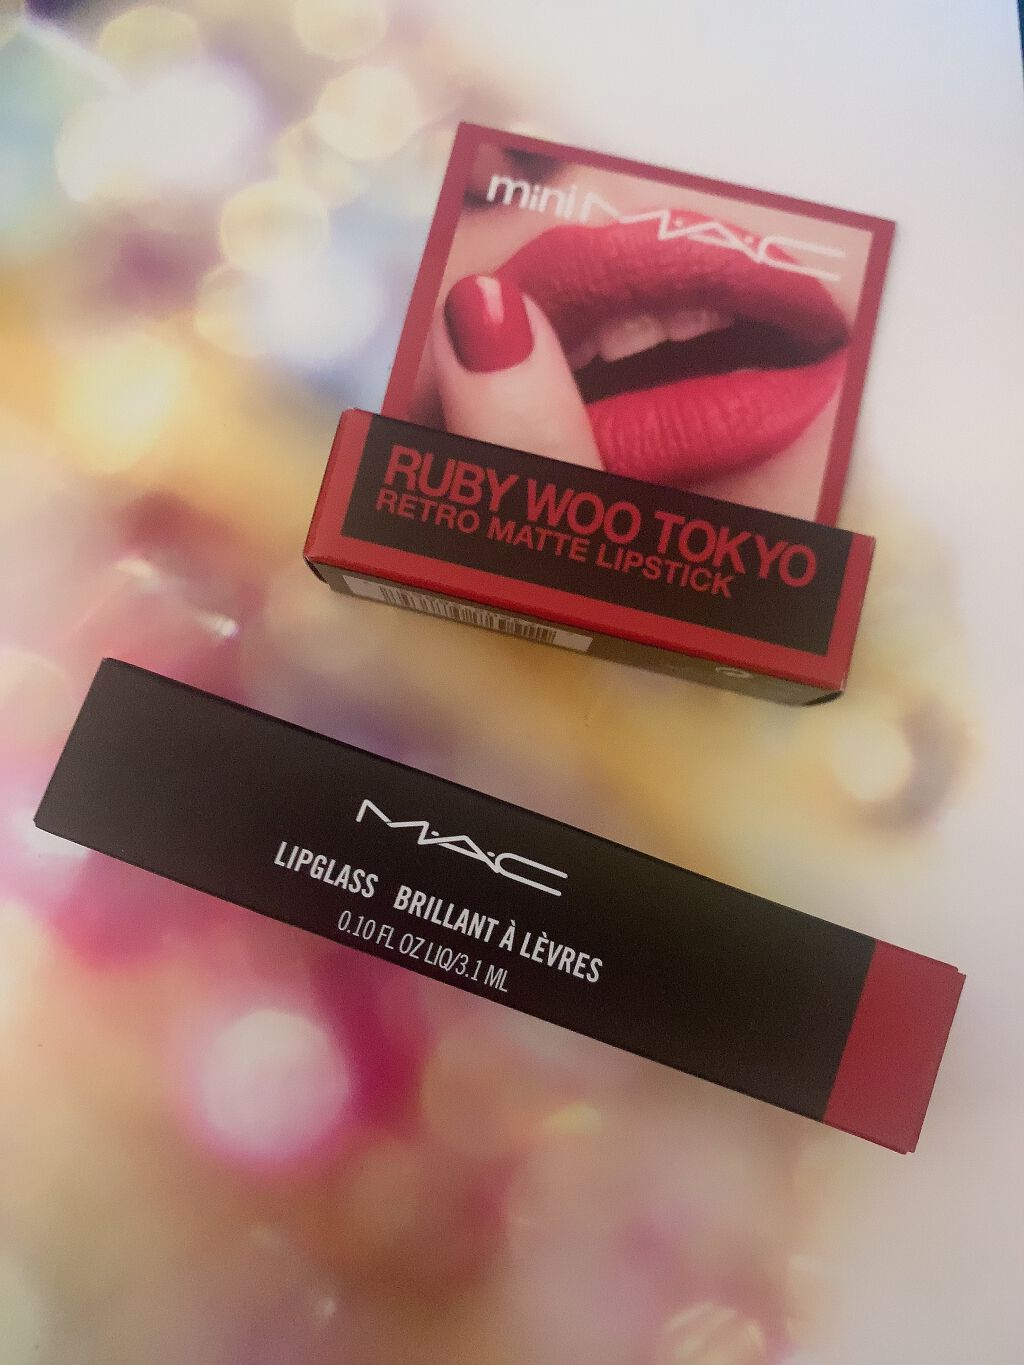 mini M·A·C
RUBY WOO TOKYO
RETRO MATTE LIPSTICK
M·A·C
LIPGLASS BRILLANT À LÈVRES
0.10 FL OZ LIQ/3.1 ML